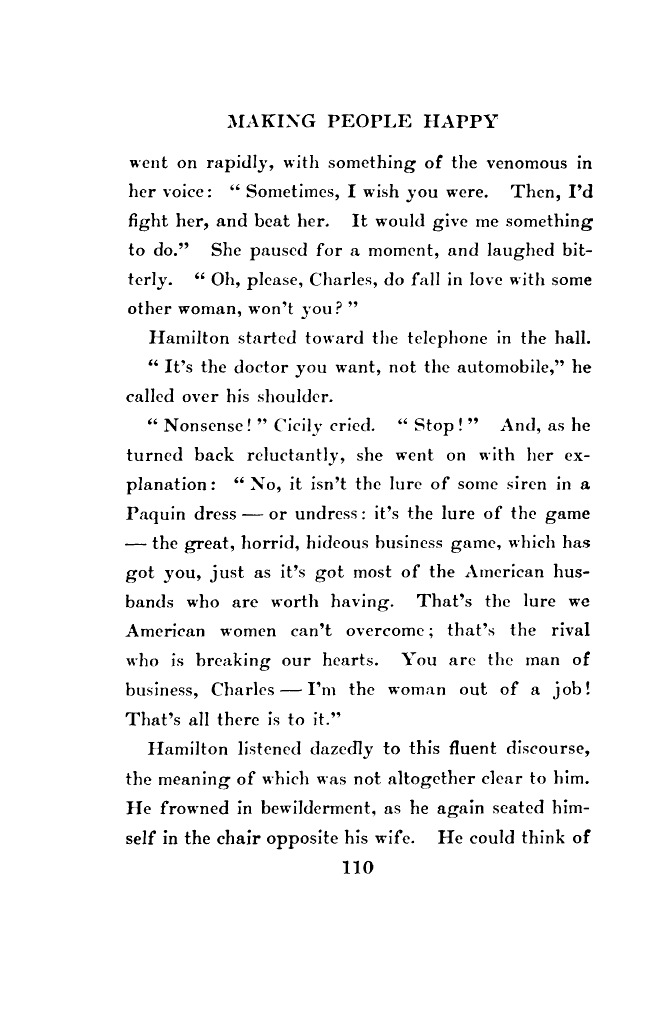 MAKING PEOPLE HAPPY
went on rapidly, with something of the venomous in
her voice: “ Sometimes, I wish you were. Then, I’d
fight her, and beat her. It would give me something
to do.” She paused for a moment, and laughed bit-
terly. “ Oh, please, Charles, do fall in love with some
other woman, won’t you? ”
Hamilton started toward the telephone in the hall.
“ It’s the doctor you want, not the automobile,” he
called over his shoulder.
“ Nonsense! ” Cicily cried. “ Stop! ” And, as he
turned back reluctantly, she went on with her ex-
planation: “ No, it isn’t the lure of some siren in a
Paquin dress — or undress: it’s the lure of the game
— the great, horrid, hideous business game, which has
got you, just as it’s got most of the American hus-
bands who are worth having. That’s the lure we
American women can’t overcome; that’s the rival
who is breaking our hearts. You are the man of
business, Charles — I’m the woman out of a job!
That’s all there is to it.”
Hamilton listened dazedly to this fluent discourse,
the meaning of which was not altogether clear to him.
He frowned in bewilderment, as he again seated him-
self in the chair opposite his wife. He could think of
110